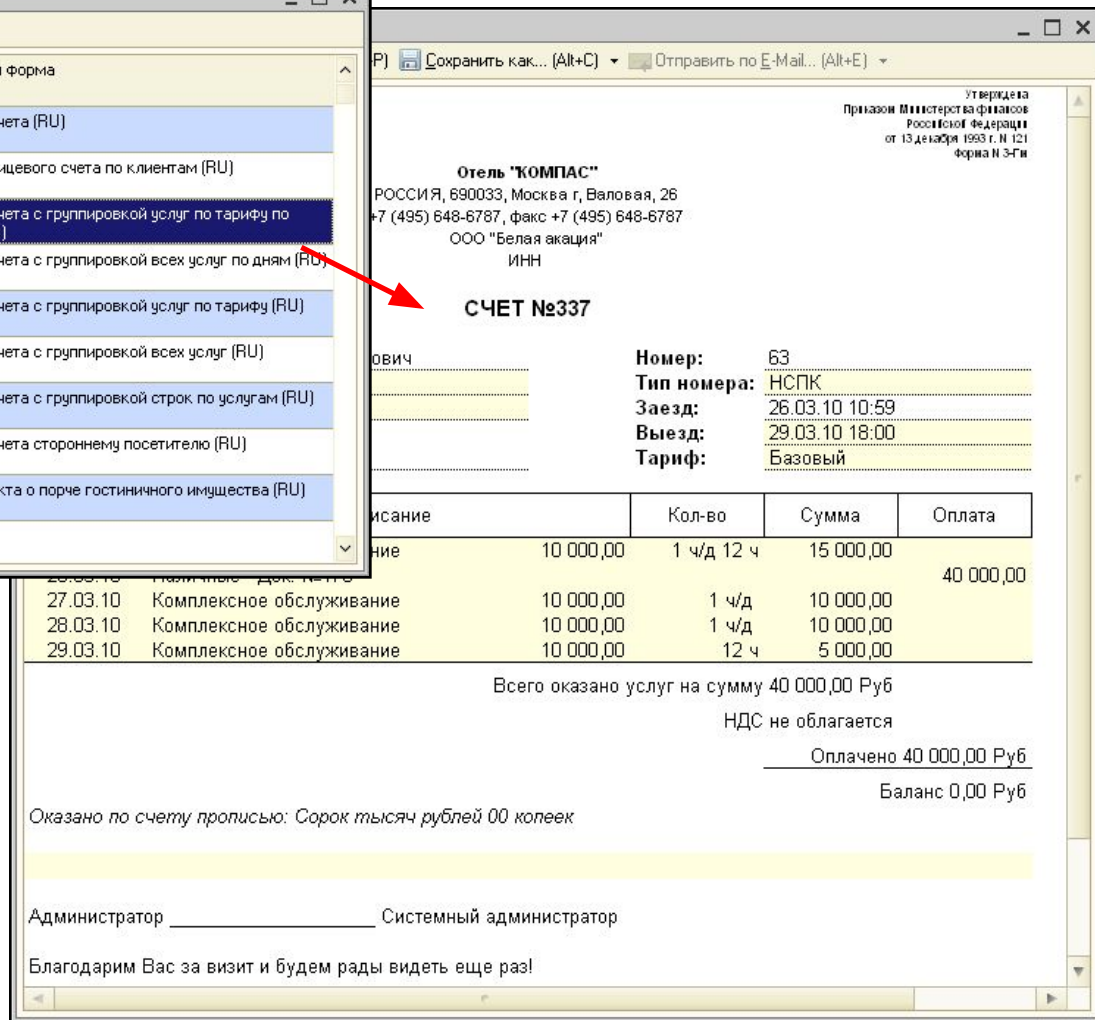 форма
чета (RU)
ицевого счета по клиентам (RU)
чета с группировкой услуг по тарифу по
)
чета с группировкой всех услуг по дням (RU)
чета с группировкой услуг по тарифу (RU)
чета с группировкой всех услуг (RU)
чета с группировкой строк по услугам (RU)
чета стороннему посетителю (RU)
кта о порче гостиничного имущества (RU)
+P) Сохранить как... (Alt+C) Отправить по E-Mail... (Alt+E)
Утверждена
Приказом Министерства финансов
Российской Федерации
от 13 декабря 1993 г. N 121
Форма N 3-Гм
Отель "КОМПАС"
РОССИЯ, 690033, Москва г, Валовая, 26
+7 (495) 648-6787, факс +7 (495) 648-6787
ООО "Белая акация"
ИНН
СЧЕТ №337
ович Номер: 63
Тип номера: НСПК
Заезд: 26.03.10 10:59
Выезд: 29.03.10 18:00
Тариф: Базовый
исание Кол-во Сумма Оплата
ние 10 000,00 1 ч/д 12 ч 15 000,00
40 000,00
27.03.10 Комплексное обслуживание 10 000,00 1 ч/д 10 000,00
28.03.10 Комплексное обслуживание 10 000,00 1 ч/д 10 000,00
29.03.10 Комплексное обслуживание 10 000,00 12 ч 5 000,00
Всего оказано услуг на сумму 40 000,00 Руб
НДС не облагается
Оплачено 40 000,00 Руб
Баланс 0,00 Руб
Оказано по счету прописью: Сорок тысяч рублей 00 копеек
Администратор Системный администратор
Благодарим Вас за визит и будем рады видеть еще раз!